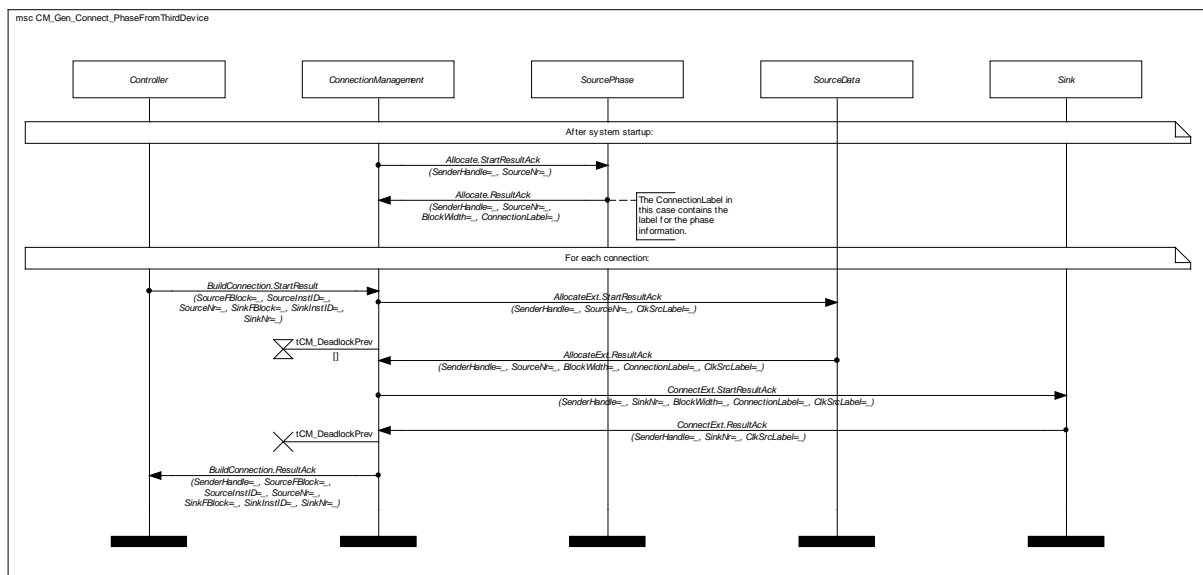 msc CM_Gen_Connect_PhaseFromThirdDevice
Controller
ConnectionManagement
SourcePhase
SourceData
Sink
After system startup:
Allocate.StartResultAck
(SenderHandle=_, SourceNr=_)
Allocate.ResultAck
(SenderHandle=_, SourceNr=_,
BlockWidth=_, ConnectionLabel=_)
The ConnectionLabel in
this case contains the
label for the phase
information.
For each connection:
BuildConnection.StartResult
(SourceFBlock=_, SourceInstID=_,
SourceNr=_, SinkFBlock=_, SinkInstID=_,
SinkNr=_)
AllocateExt.StartResultAck
(SenderHandle=_, SourceNr=_, ClkSrcLabel=_)
tCM_DeadlockPrev
[]
AllocateExt.ResultAck
(SenderHandle=_, SourceNr=_, BlockWidth=_, ConnectionLabel=_, ClkSrcLabel=_)
ConnectExt.StartResultAck
(SenderHandle=_, SinkNr=_, BlockWidth=_, ConnectionLabel=_, ClkSrcLabel=_)
ConnectExt.ResultAck
(SenderHandle=_, SinkNr=_, ClkSrcLabel=_)
tCM_DeadlockPrev
BuildConnection.ResultAck
(SenderHandle=_, SourceFBlock=_,
SourceInstID=_, SourceNr=_,
SinkFBlock=_, SinkInstID=_, SinkNr=_)